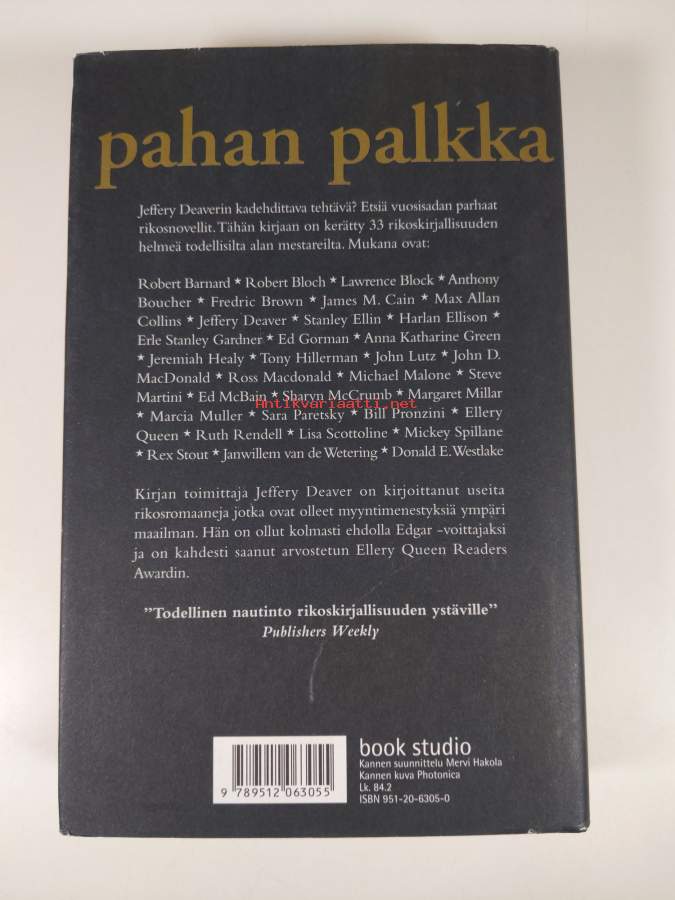 pahan palkka
Jeffery Deaverin kadehdittava tehtävä? Etsiä vuosisadan parhaat
rikosnovellit. Tähän kirjaan on kerätty 33 rikoskirjallisuuden
helmeä todellisilta alan mestareilta. Mukana ovat:
Robert Barnard ★ Robert Bloch ★ Lawrence Block ★ Anthony
Boucher ★ Fredric Brown ★ James M. Cain ★ Max Allan
Collins ★ Jeffery Deaver ★ Stanley Ellin ★ Harlan Ellison ★
Erle Stanley Gardner ★ Ed Gorman ★ Anna Katharine Green
★ Jeremiah Healy ★ Tony Hillerman ★ John Lutz ★ John D.
MacDonald ★ Ross Macdonald ★ Michael Malone ★ Steve
Martini ★ Ed McBain ★ Sharyn McCrumb ★ Margaret Millar
Antikvariaatti.net
★ Marcia Muller ★ Sara Paretsky ★ Bill Pronzini ★ Ellery
Queen ★ Ruth Rendell ★ Lisa Scottoline ★ Mickey Spillane
★ Rex Stout ★ Janwillem van de Wetering ★ Donald E. Westlake
Kirjan toimittaja Jeffery Deaver on kirjoittanut useita
rikosromaaneja jotka ovat olleet myyntimenestyksiä ympäri
maailman. Hän on ollut kolmasti ehdolla Edgar -voittajaksi
ja on kahdesti saanut arvostetun Ellery Queen Readers
Awardin.
”Todellinen nautinto rikoskirjallisuuden ystäville”
Publishers Weekly
9 789512 063055
book studio
Kannen suunnittelu Mervi Hakola
Kannen kuva Photonica
Lk. 84.2
ISBN 951-20-6305-0